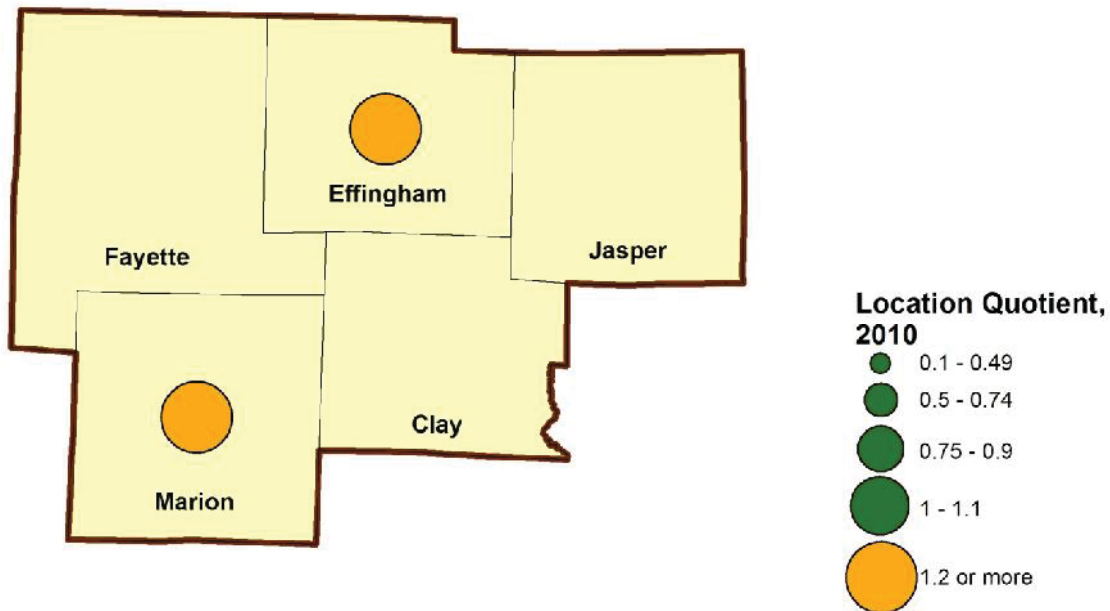 Effingham
Jasper
Fayette
Clay
Marion
Location Quotient,
2010
0.1 - 0.49
0.5 - 0.74
0.75 - 0.9
1 - 1.1
1.2 or more